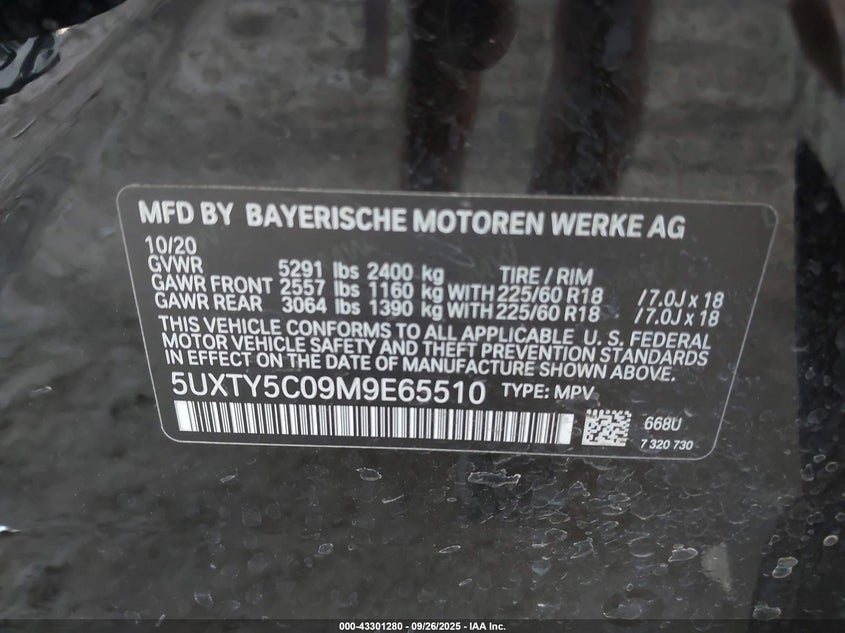 MFD BY BAYERISCHE MOTOREN WERKE AG
10/20
GVWR 5291 lbs 2400 kg TIRE / RIM
GAWR FRONT 2557 lbs 1160 kg WITH 225/60 R18 /7.0J x 18
GAWR REAR 3064 lbs 1390 kg WITH 225/60 R18 /7.0J x 18
THIS VEHICLE CONFORMS TO ALL APPLICABLE U. S. FEDERAL
MOTOR VEHICLE SAFETY AND THEFT PREVENTION STANDARDS
IN EFFECT ON THE DATE OF MANUFACTURE SHOWN ABOVE.
5UXTY5C09M9E65510 TYPE: MPV
668U
7 320 730
000-43301280 - 09/26/2025 - IAA Inc.